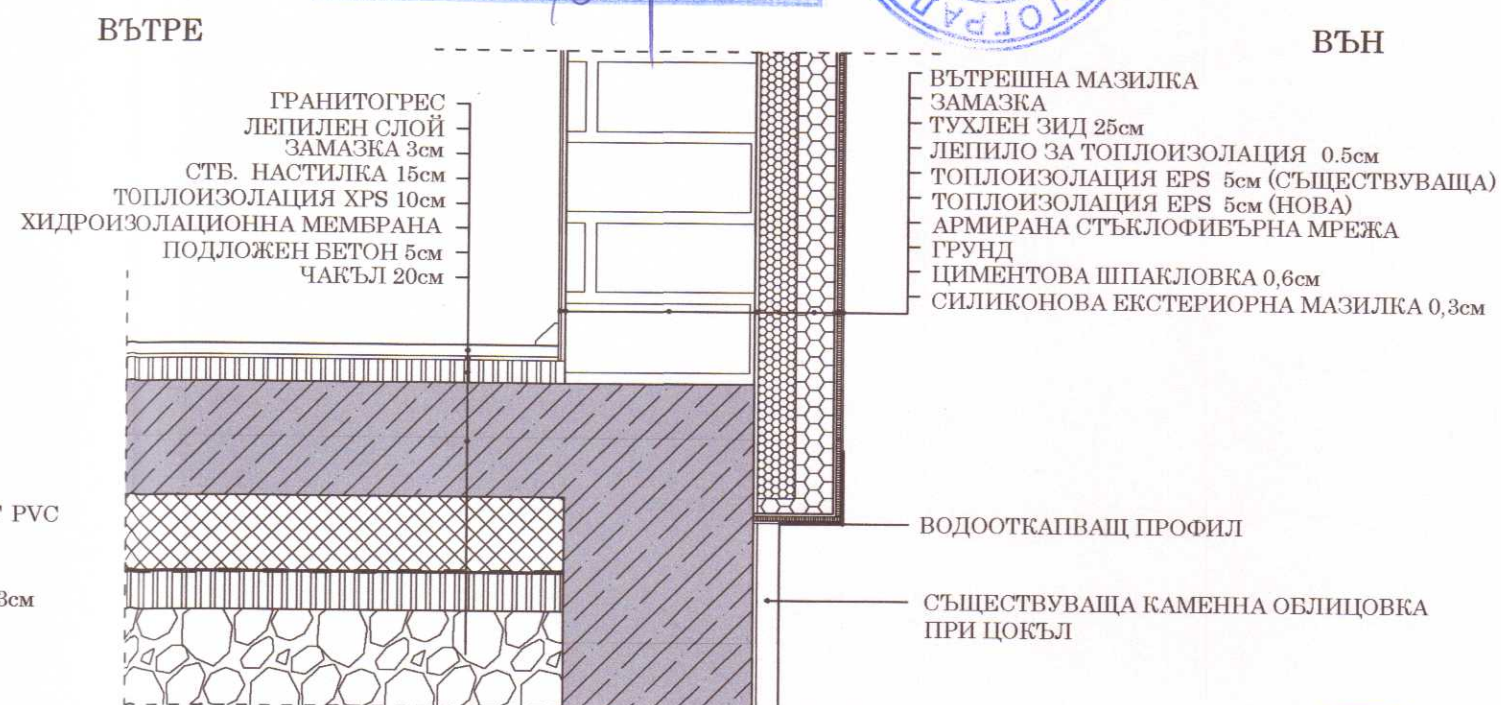 ВЪТРЕ
ВЪН
ГРАНИТОГРЕС
ЛЕПИЛЕН СЛОЙ
ЗАМАЗКА 3см
СТБ. НАСТИЛКА 15см
ТОПЛОИЗОЛАЦИЯ XPS 10см
ХИДРОИЗОЛАЦИОННА МЕМБРАНА
ПОДЛОЖЕН БЕТОН 5см
ЧАКЪЛ 20см
ВЪТРЕШНА МАЗИЛКА
ЗАМАЗКА
ТУХЛЕН ЗИД 25см
ЛЕПИЛО ЗА ТОПЛОИЗОЛАЦИЯ 0.5см
ТОПЛОИЗОЛАЦИЯ EPS 5см (СЪЩЕСТВУВАЩА)
ТОПЛОИЗОЛАЦИЯ EPS 5см (НОВА)
АРМИРАНА СТЪКЛОФИБЪРНА МРЕЖА
ГРУНД
ЦИМЕНТОВА ШПАКЛОВКА 0,6см
СИЛИКОНОВА ЕКСТЕРИОРНА МАЗИЛКА 0,3см
PVC
3см
ВОДООТКАПВАЩ ПРОФИЛ
СЪЩЕСТВУВАЩА КАМЕННА ОБЛИЦОВКА
ПРИ ЦОКЪЛ